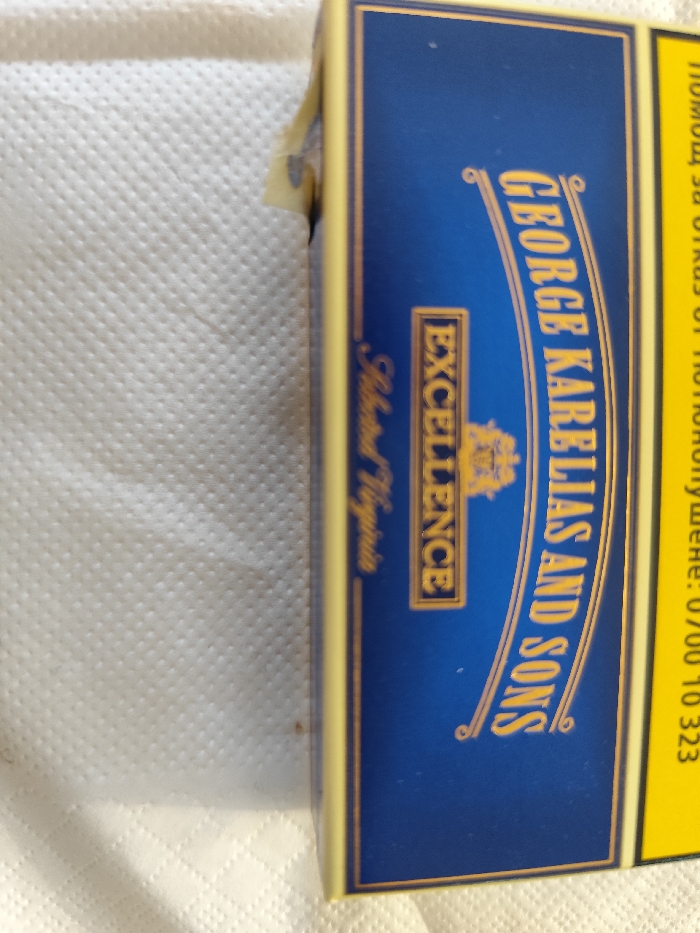 GEORGE KARELIAS AND SONS
EXCELLENCE
Selected Virginia
Помощ за отказ от тютюнопушене: 0700 10 323